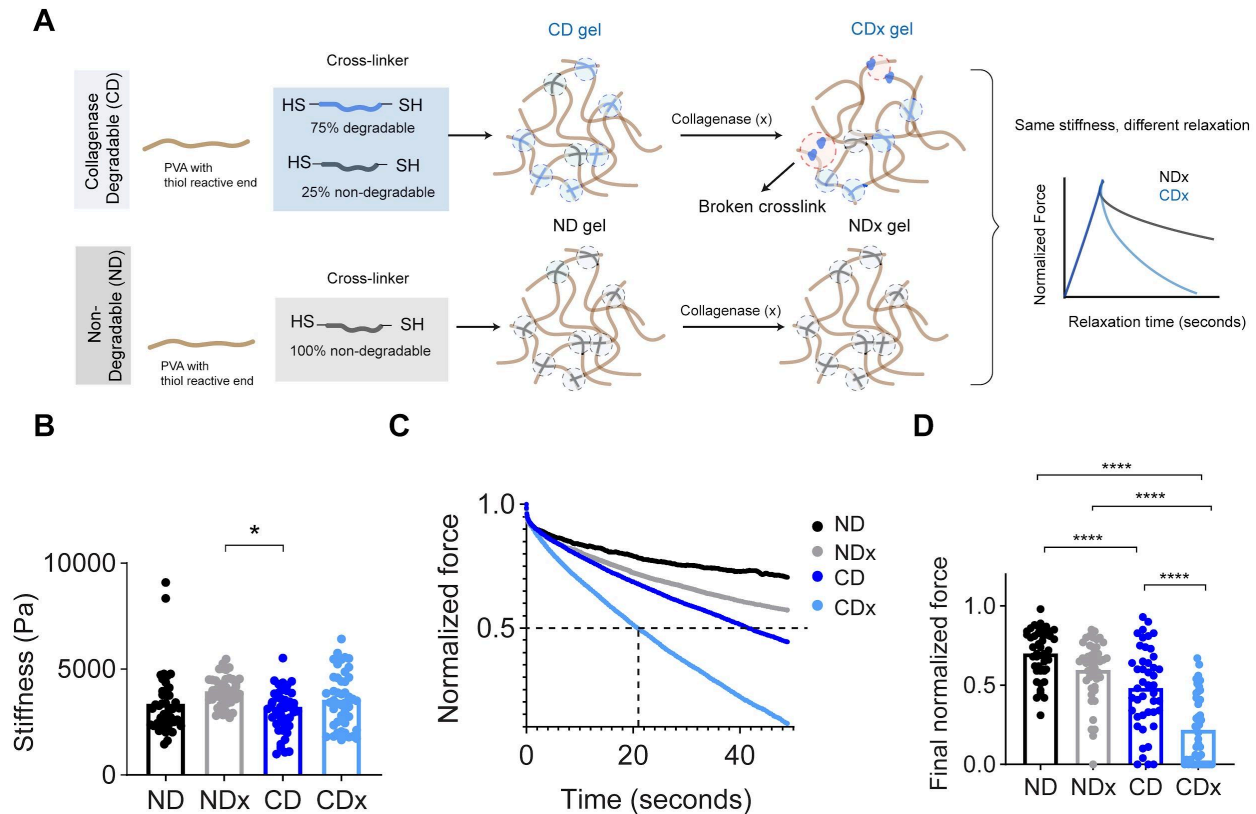 A
CD gel
CDx gel
Collagenase
Degradable (CD)
PVA with
thiol reactive end
Cross-linker
HS
SH
75% degradable
HS
SH
25% non-degradable
Collagenase (x)
Broken crosslink
Same stiffness, different relaxation
Normalized Force
NDx
CDx
Relaxation time (seconds)
Non-
Degradable (ND)
PVA with
thiol reactive end
Cross-linker
HS
SH
100% non-degradable
ND gel
NDx gel
Collagenase (x)
B
Stiffness (Pa)
10000
5000
0
*
ND NDx CD CDx
C
Normalized force
1.0
0.5
0 20 40
Time (seconds)
ND
NDx
CD
CDx
D
Final normalized force
1.0
0.5
0.0
****
****
****
****
ND NDx CD CDx